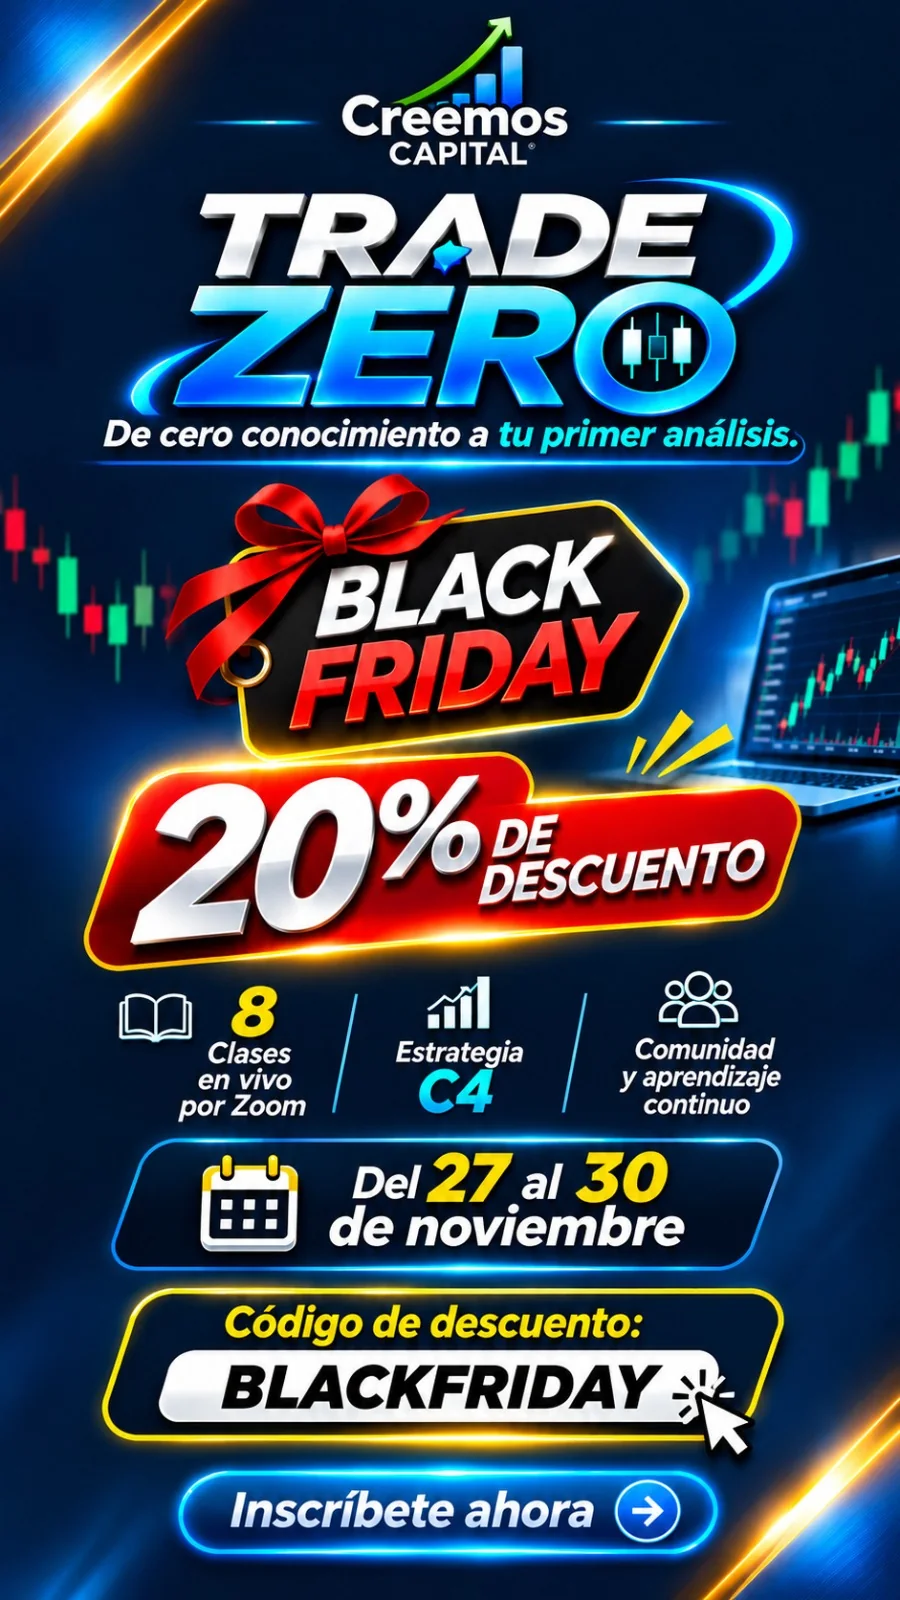 Creemos
CAPITAL®
TRADE
ZERO
De cero conocimiento a tu primer análisis.
BLACK
FRIDAY
20% DE
DESCUENTO
8
Clases
en vivo
por Zoom
Estrategia
C4
Comunidad
y aprendizaje
continuo
Del 27 al 30
de noviembre
Código de descuento:
BLACKFRIDAY
Inscríbete ahora